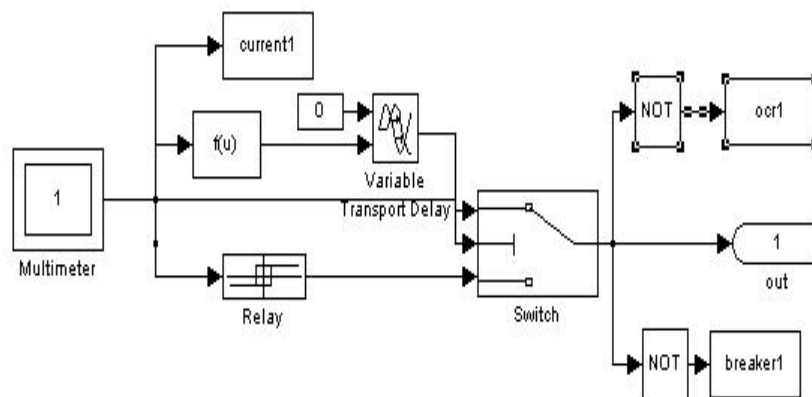 current1
NOT
ocr1
0
f(u)
Variable
Transport Delay
1
Multimeter
Relay
Switch
1
out
NOT
breaker1